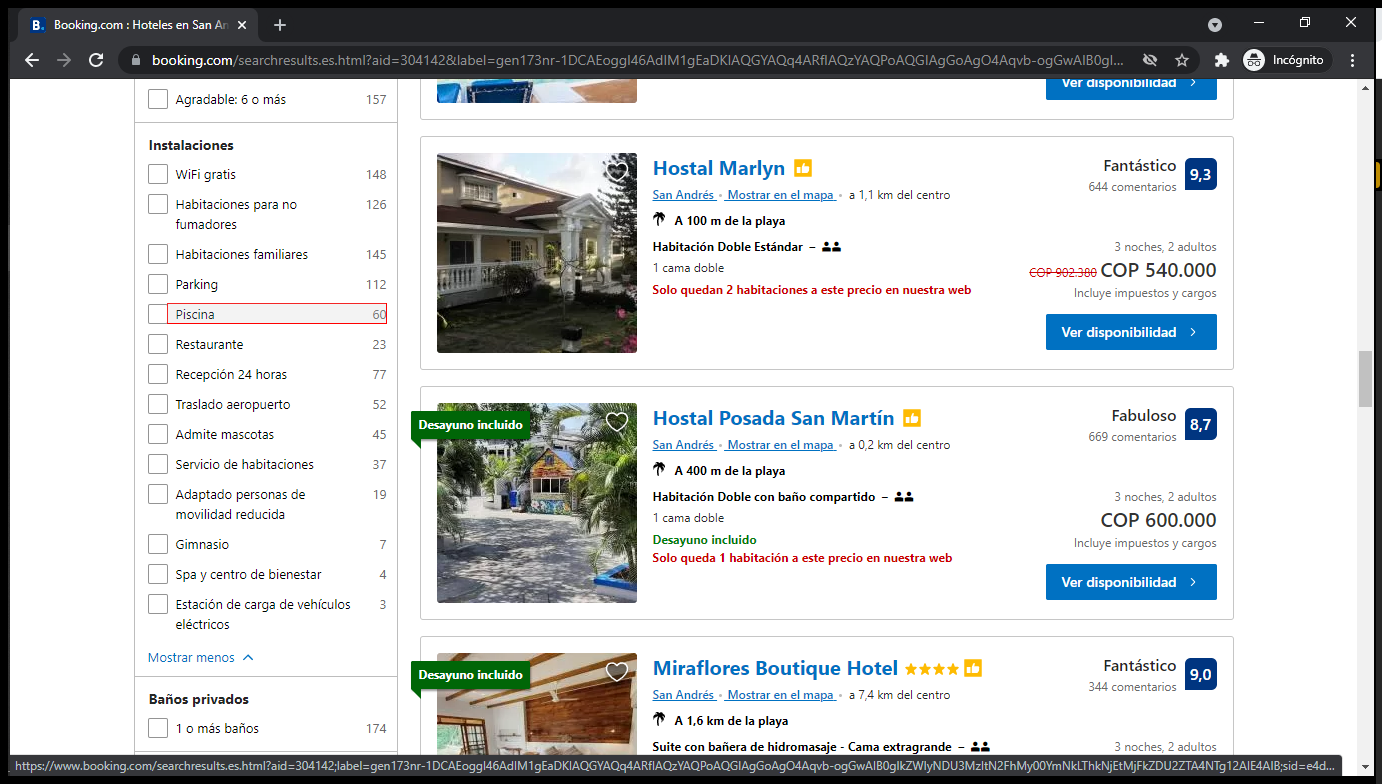 Booking.com : Hoteles en San An
booking.com/searchresults.es.html?aid=304142&label=gen173nr-1DCAEoggI46AdIM1gEaDKIAQGYAQq4ARfIAQzYAQPoAQGIAgGoAgO4Aqvb-ogGwAIB0gI...
Incógnito
Agradable: 6 o más 157
Instalaciones
WiFi gratis 148
Habitaciones para no
fumadores 126
Habitaciones familiares 145
Parking 112
Piscina 60
Restaurante 23
Recepción 24 horas 77
Traslado aeropuerto 52
Admite mascotas 45
Servicio de habitaciones 37
Adaptado personas de
movilidad reducida 19
Gimnasio 7
Spa y centro de bienestar 4
Estación de carga de vehículos
eléctricos 3
Mostrar menos
Baños privados
1 o más baños 174
Ver disponibilidad
Hostal Marlyn
San Andrés • Mostrar en el mapa • a 1,1 km del centro
A 100 m de la playa
Habitación Doble Estándar –
1 cama doble
Solo quedan 2 habitaciones a este precio en nuestra web
Fantástico 9,3
644 comentarios
3 noches, 2 adultos
COP 902.380 COP 540.000
Incluye impuestos y cargos
Ver disponibilidad
Desayuno incluido
Hostal Posada San Martín
San Andrés • Mostrar en el mapa • a 0,2 km del centro
A 400 m de la playa
Habitación Doble con baño compartido –
1 cama doble
Desayuno incluido
Solo queda 1 habitación a este precio en nuestra web
Fabuloso 8,7
669 comentarios
3 noches, 2 adultos
COP 600.000
Incluye impuestos y cargos
Ver disponibilidad
Desayuno incluido
Miraflores Boutique Hotel
San Andrés • Mostrar en el mapa • a 7,4 km del centro
A 1,6 km de la playa
Suite con bañera de hidromasaje - Cama extragrande –
Fantástico 9,0
344 comentarios
3 noches, 2 adultos
https://www.booking.com/searchresults.es.html?aid=304142;label=gen173nr-1DCAEoggI46AdIM1gEaDKIAQGYAQq4ARfIAQzYAQPoAQGIAgGoAgO4Aqvb-ogGwAIB0gIkZWIyNDU3MzItN2FhMy00YmNkLThkNjEtMjFkZDU2ZTA4NTg12AIE4AIB;sid=e4d...